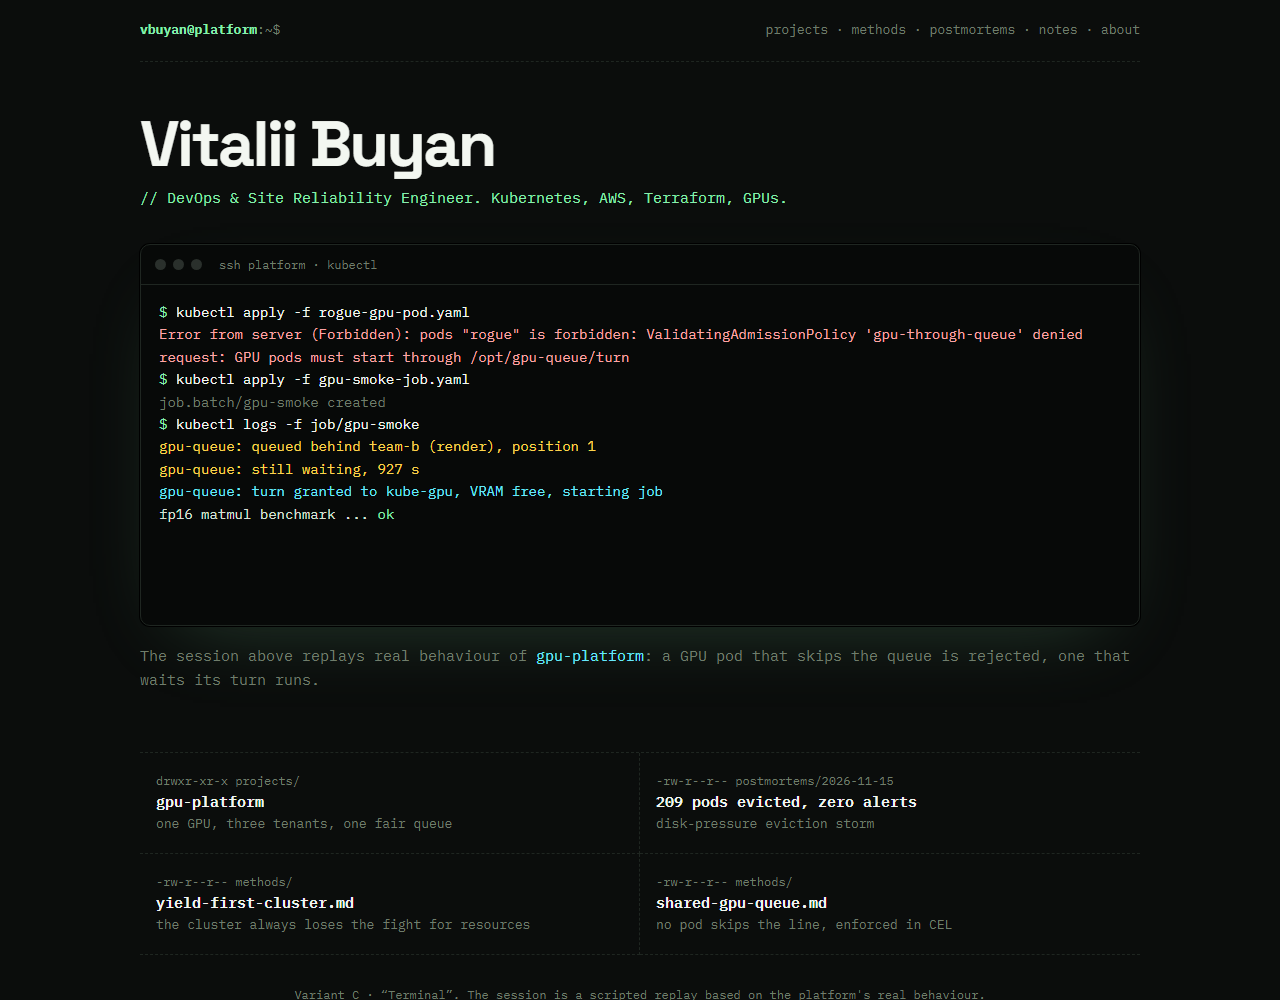 vbuyan@platform:~$
projects · methods · postmortems · notes · about
Vitalii Buyan
// DevOps & Site Reliability Engineer. Kubernetes, AWS, Terraform, GPUs.
ssh platform · kubectl
$ kubectl apply -f rogue-gpu-pod.yaml
Error from server (Forbidden): pods "rogue" is forbidden: ValidatingAdmissionPolicy 'gpu-through-queue' denied
request: GPU pods must start through /opt/gpu-queue/turn
$ kubectl apply -f gpu-smoke-job.yaml
job.batch/gpu-smoke created
$ kubectl logs -f job/gpu-smoke
gpu-queue: queued behind team-b (render), position 1
gpu-queue: still waiting, 927 s
gpu-queue: turn granted to kube-gpu, VRAM free, starting job
fp16 matmul benchmark ... ok
The session above replays real behaviour of gpu-platform: a GPU pod that skips the queue is rejected, one that
waits its turn runs.
drwxr-xr-x projects/
gpu-platform
one GPU, three tenants, one fair queue
-rw-r--r-- postmortems/2026-11-15
209 pods evicted, zero alerts
disk-pressure eviction storm
-rw-r--r-- methods/
yield-first-cluster.md
the cluster always loses the fight for resources
-rw-r--r-- methods/
shared-gpu-queue.md
no pod skips the line, enforced in CEL
Variant C · “Terminal”. The session is a scripted replay based on the platform's real behaviour.